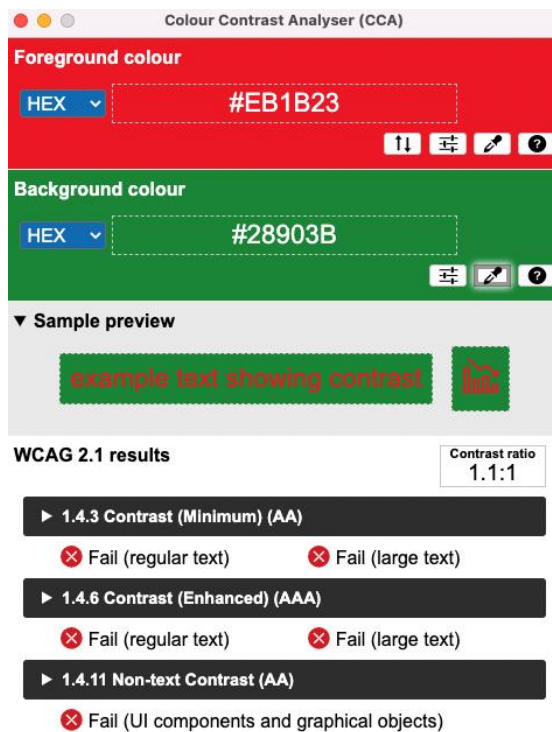 Colour Contrast Analyser (CCA)
Foreground colour
HEX #EB1B23
Background colour
HEX #28903B
▼ Sample preview
example text showing contrast
WCAG 2.1 results
Contrast ratio
1.1:1
► 1.4.3 Contrast (Minimum) (AA)
Fail (regular text) Fail (large text)
► 1.4.6 Contrast (Enhanced) (AAA)
Fail (regular text) Fail (large text)
► 1.4.11 Non-text Contrast (AA)
Fail (UI components and graphical objects)